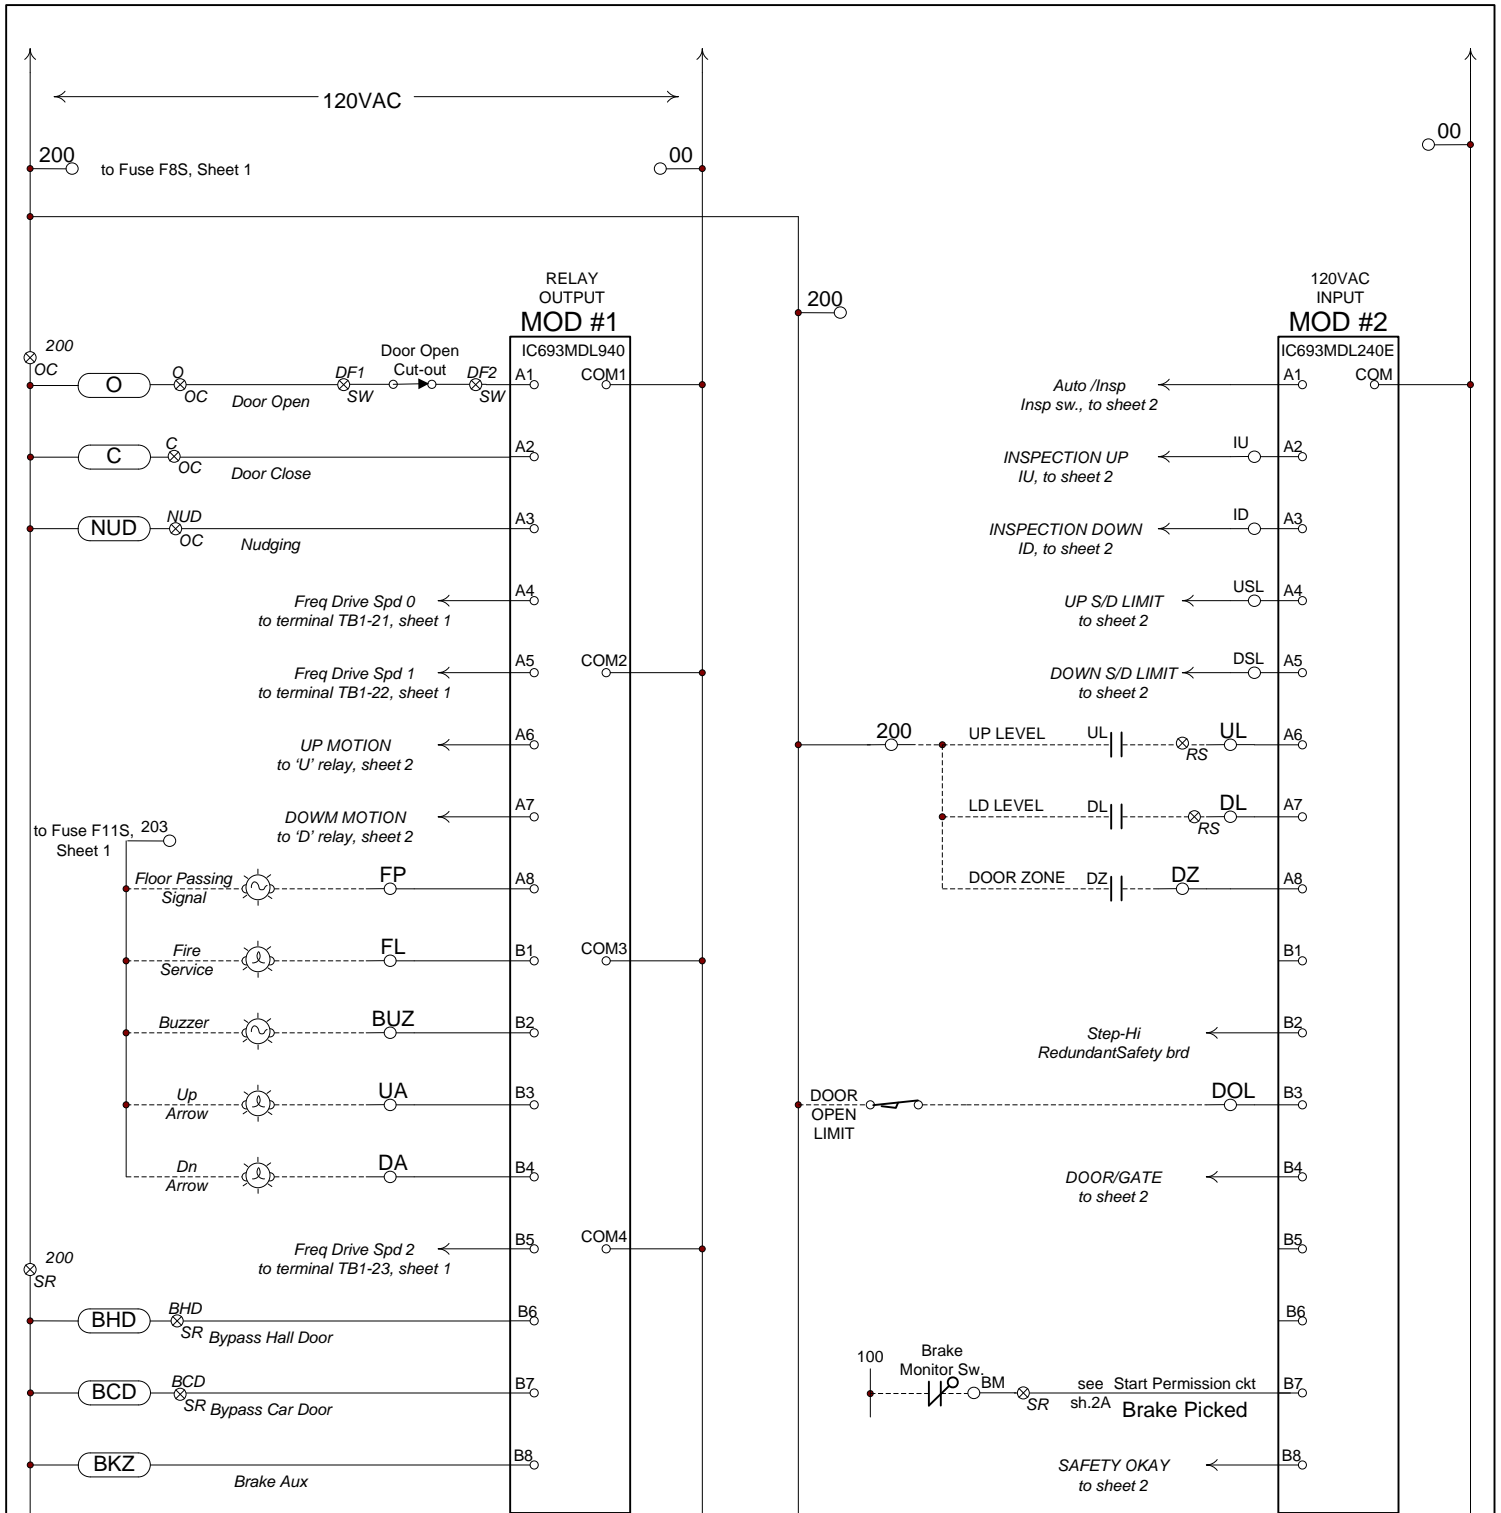 120VAC
200
to Fuse F8S, Sheet 1
00
00
RELAY
OUTPUT
MOD #1
IC693MDL940
200
OC
O
O
OC
Door Open
DF1
SW
Door Open
Cut-out
DF2
SW
A1
COM1
C
C
OC
Door Close
A2
NUD
NUD
OC
Nudging
A3
Freq Drive Spd 0
to terminal TB1-21, sheet 1
A4
Freq Drive Spd 1
to terminal TB1-22, sheet 1
A5
COM2
UP MOTION
to ‘U’ relay, sheet 2
A6
DOWM MOTION
to ‘D’ relay, sheet 2
A7
to Fuse F11S,
Sheet 1
203
Floor Passing
Signal
FP
A8
Fire
Service
FL
B1
COM3
Buzzer
BUZ
B2
Up
Arrow
UA
B3
Dn
Arrow
DA
B4
Freq Drive Spd 2
to terminal TB1-23, sheet 1
B5
COM4
200
SR
BHD
BHD
SR
Bypass Hall Door
B6
BCD
BCD
SR
Bypass Car Door
B7
BKZ
Brake Aux
B8
200
120VAC
INPUT
MOD #2
IC693MDL240E
Auto /Insp
Insp sw., to sheet 2
A1
COM
INSPECTION UP
IU, to sheet 2
IU
A2
INSPECTION DOWN
ID, to sheet 2
ID
A3
UP S/D LIMIT
to sheet 2
USL
A4
DOWN S/D LIMIT
to sheet 2
DSL
A5
200
UP LEVEL
UL
RS
UL
A6
LD LEVEL
DL
RS
DL
A7
DOOR ZONE
DZ
DZ
A8
B1
Step-Hi
RedundantSafety brd
B2
DOOR
OPEN
LIMIT
DOL
B3
DOOR/GATE
to sheet 2
B4
B5
B6
100
Brake
Monitor Sw.
BM
SR
see
sh.2A
Start Permission ckt
Brake Picked
B7
SAFETY OKAY
to sheet 2
B8